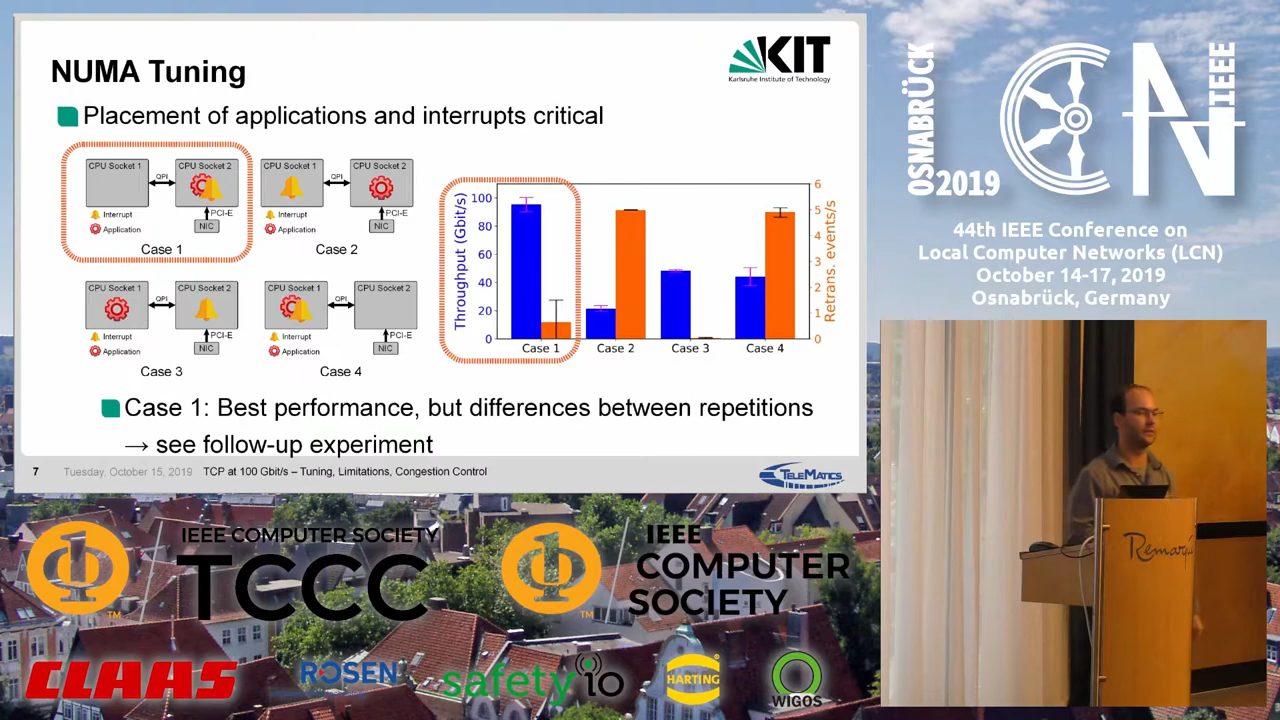 NUMA Tuning
KIT
Karlsruhe Institute of Technology
Placement of applications and interrupts critical
CPU Socket 1
QPI
CPU Socket 2
PCI-E
NIC
Interrupt
Application
Case 1
CPU Socket 1
QPI
CPU Socket 2
PCI-E
NIC
Interrupt
Application
Case 2
CPU Socket 1
QPI
CPU Socket 2
PCI-E
NIC
Interrupt
Application
Case 3
CPU Socket 1
QPI
CPU Socket 2
PCI-E
NIC
Interrupt
Application
Case 4
Throughput (Gbit/s)
100
80
60
40
20
0
Case 1
Case 2
Case 3
Case 4
6
5
4
3
2
1
0
Retrans. events/s
Case 1: Best performance, but differences between repetitions
→ see follow-up experiment
7
Tuesday, October 15, 2019
TCP at 100 Gbit/s – Tuning, Limitations, Congestion Control
TELEMATICS
OSNABRÜCK
2019
CN
IEEE
44th IEEE Conference on
Local Computer Networks (LCN)
October 14-17, 2019
Osnabrück, Germany
IEEE COMPUTER SOCIETY
TCCC
TM
IEEE
COMPUTER
SOCIETY
TM
CLAAS
ROSEN
safetyio
HARTING
WIGOS